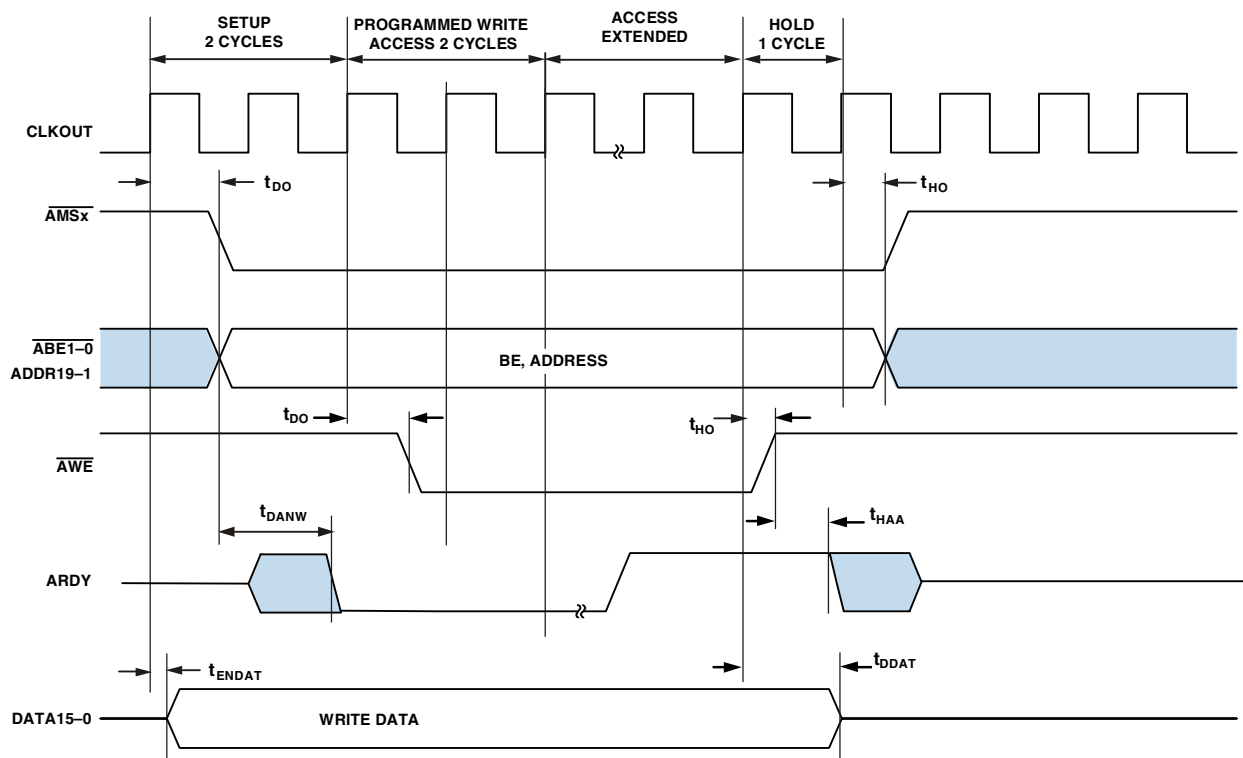 SETUP
2 CYCLES
PROGRAMMED WRITE
ACCESS 2 CYCLES
ACCESS
EXTENDED
HOLD
1 CYCLE
CLKOUT
tDO
tHO
AMSx
ABE1–0
ADDR19–1
BE, ADDRESS
tDO
tHO
AWE
tDANW
tHAA
ARDY
tENDAT
tDDAT
DATA15–0
WRITE DATA